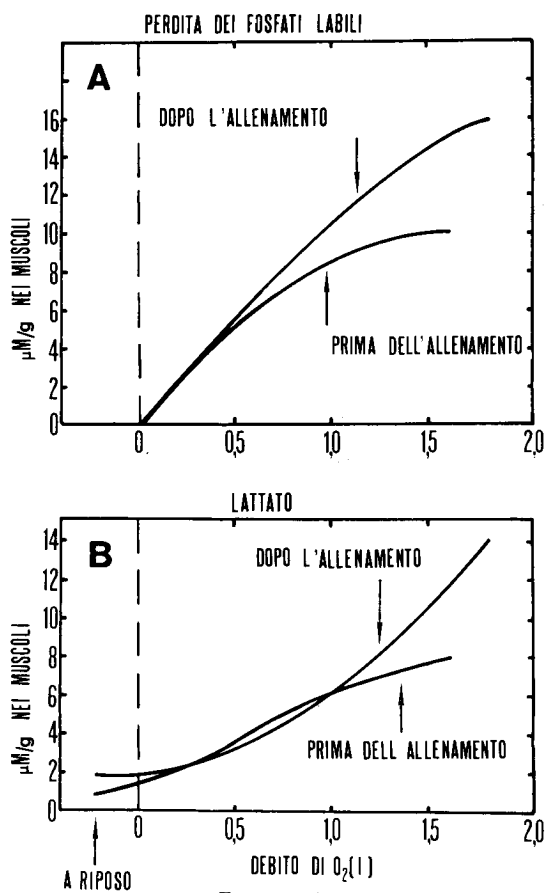 PERDITA DEI FOSFATI LABILI
A
DOPO L'ALLENAMENTO
PRIMA DELL'ALLENAMENTO
µM/g NEI MUSCOLI
16
14
12
10
8
6
4
2
0
0 0,5 1,0 1,5 2,0
LATTATO
B
DOPO L'ALLENAMENTO
PRIMA DELL ALLENAMENTO
µM/g NEI MUSCOLI
14
12
10
8
6
4
2
0
0 0,5 1,0 1,5 2,0
A RIPOSO
DEBITO DI O₂(l)